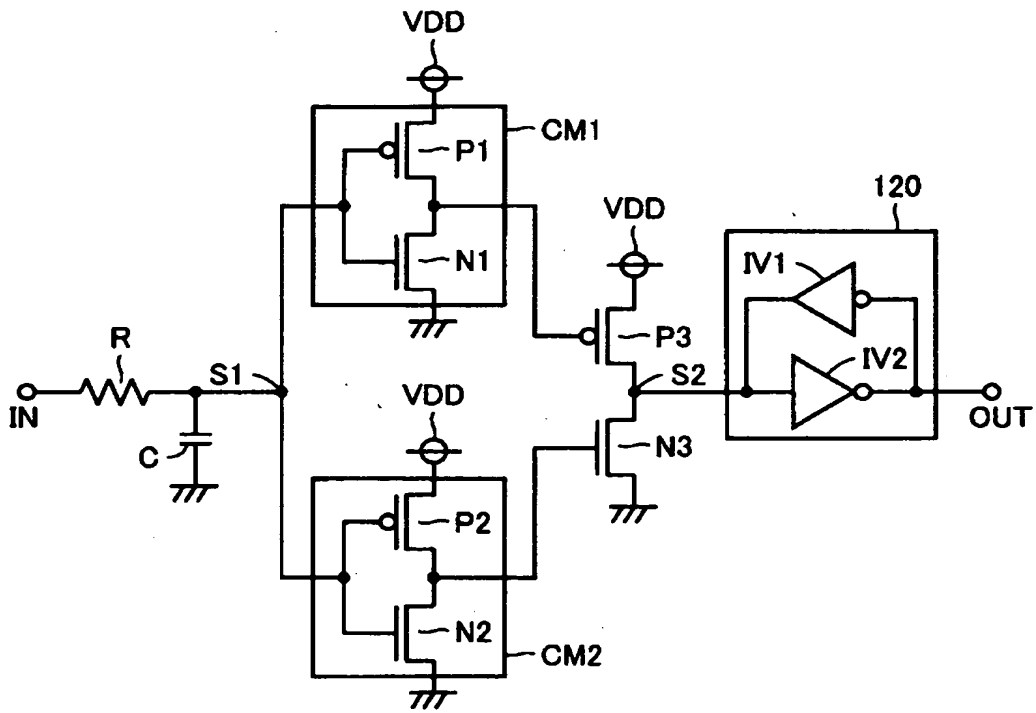 VDD
CM1
P1
N1
VDD
120
IV1
P3
IV2
R
S1
IN
C
VDD
S2
OUT
N3
P2
N2
CM2